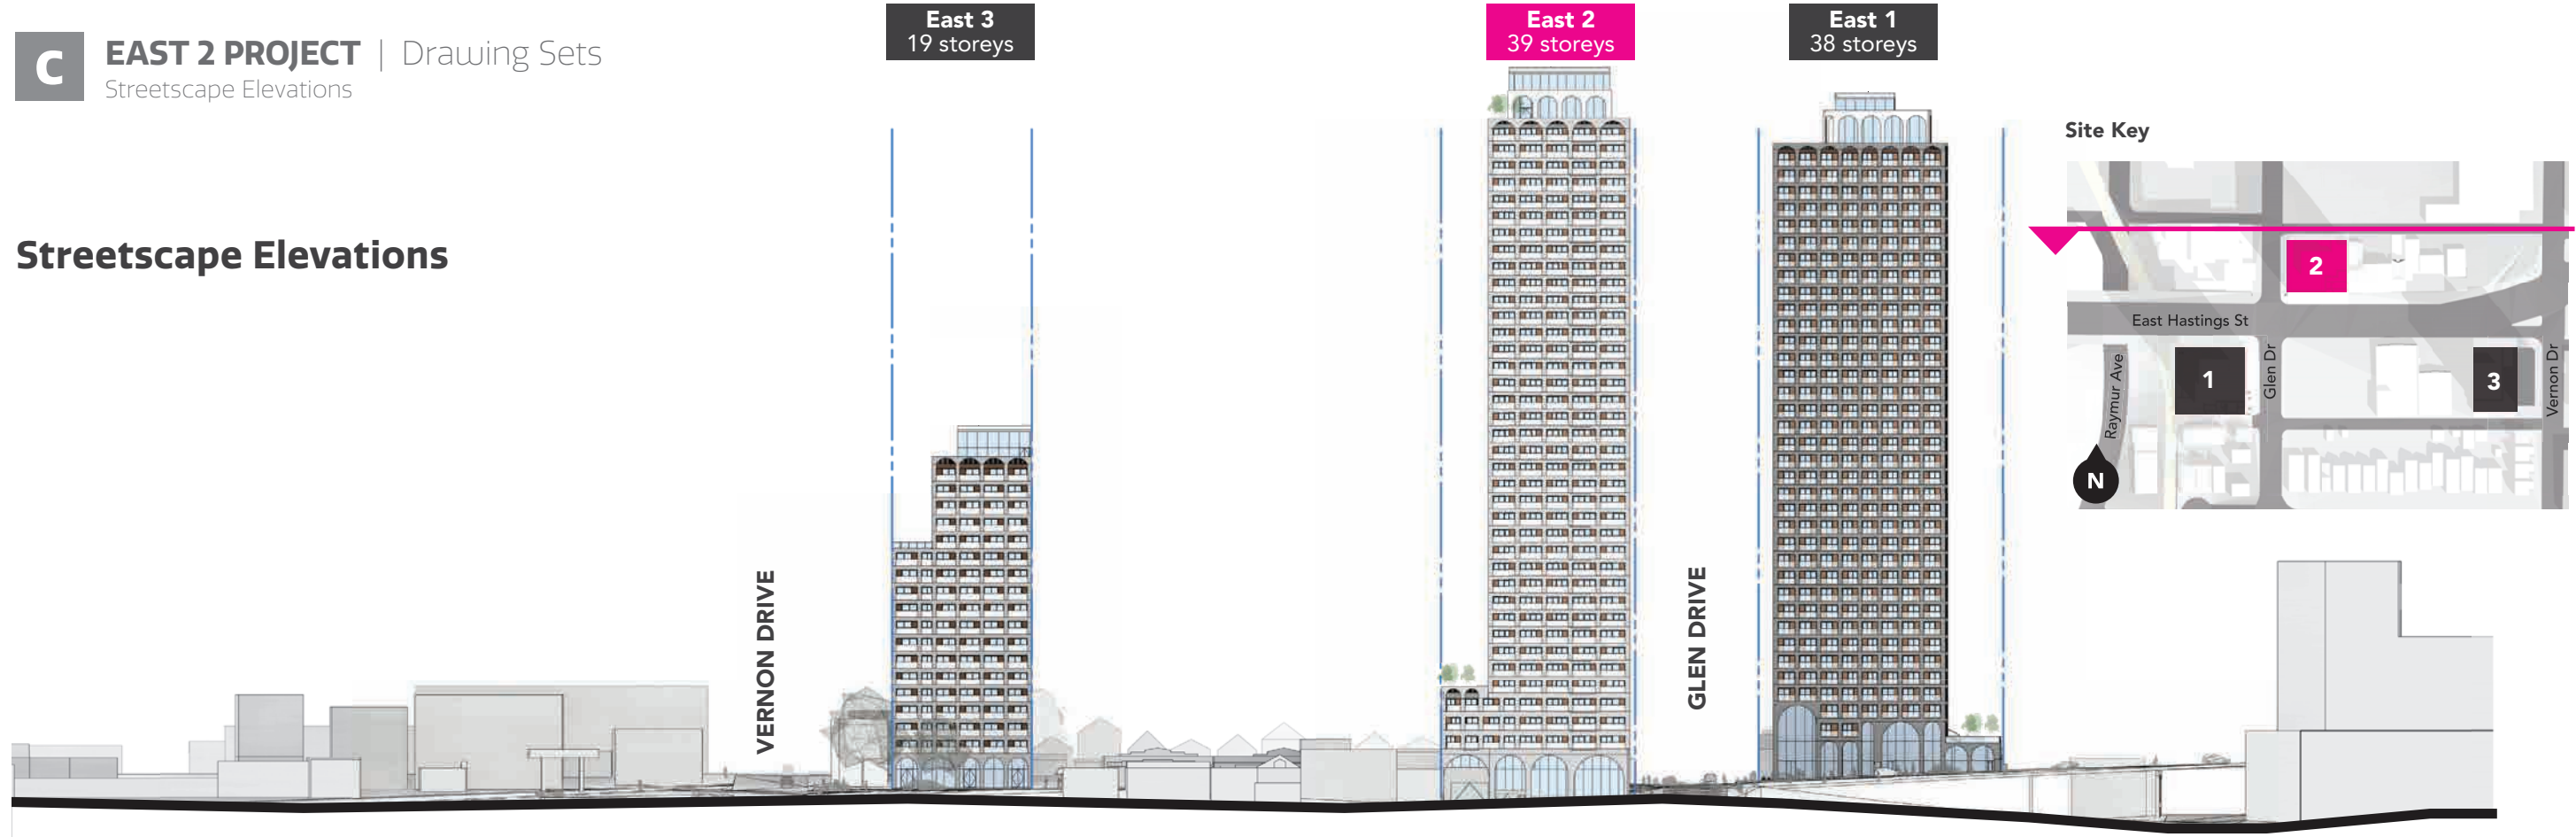 C
EAST 2 PROJECT | Drawing Sets
Streetscape Elevations
East 3
19 storeys
East 2
39 storeys
East 1
38 storeys
Streetscape Elevations
Site Key
2
East Hastings St
1
3
Raymur Ave
Glen Dr
Vernon Dr
N
VERNON DRIVE
GLEN DRIVE